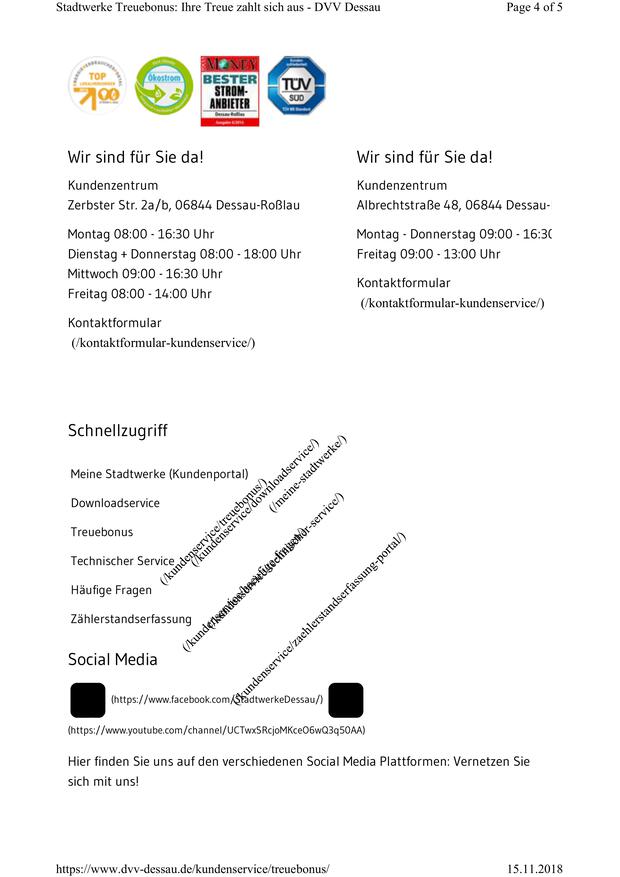 Stadtwerke Treuebonus: Ihre Treue zahlt sich aus - DVV Dessau
Page 4 of 5
TOP
100
Ökostrom
MONEY
BESTER
STROM-
ANBIETER
Dessau-Roßlau
TÜV
SÜD
Wir sind für Sie da!
Kundenzentrum
Zerbster Str. 2a/b, 06844 Dessau-Roßlau
Montag 08:00 - 16:30 Uhr
Dienstag + Donnerstag 08:00 - 18:00 Uhr
Mittwoch 09:00 - 16:30 Uhr
Freitag 08:00 - 14:00 Uhr
Kontaktformular
(/kontaktformular-kundenservice/)
Wir sind für Sie da!
Kundenzentrum
Albrechtstraße 48, 06844 Dessau-
Montag - Donnerstag 09:00 - 16:30
Freitag 09:00 - 13:00 Uhr
Kontaktformular
(/kontaktformular-kundenservice/)
Schnellzugriff
Meine Stadtwerke (Kundenportal)
(/meine-stadtwerke/)
Downloadservice
(/kundenservice/downloadservice/)
Treuebonus
(/kundenservice/treuebonus/)
Technischer Service
Häufige Fragen
Zählerstandserfassung
(/kundenservice/zaehlerstandserfassung-portal/)
Social Media
(https://www.facebook.com/StadtwerkeDessau/)
(https://www.youtube.com/channel/UCTwxSRcjoMKceO6wQ3q50AA)
Hier finden Sie uns auf den verschiedenen Social Media Plattformen: Vernetzen Sie
sich mit uns!
https://www.dvv-dessau.de/kundenservice/treuebonus/
15.11.2018